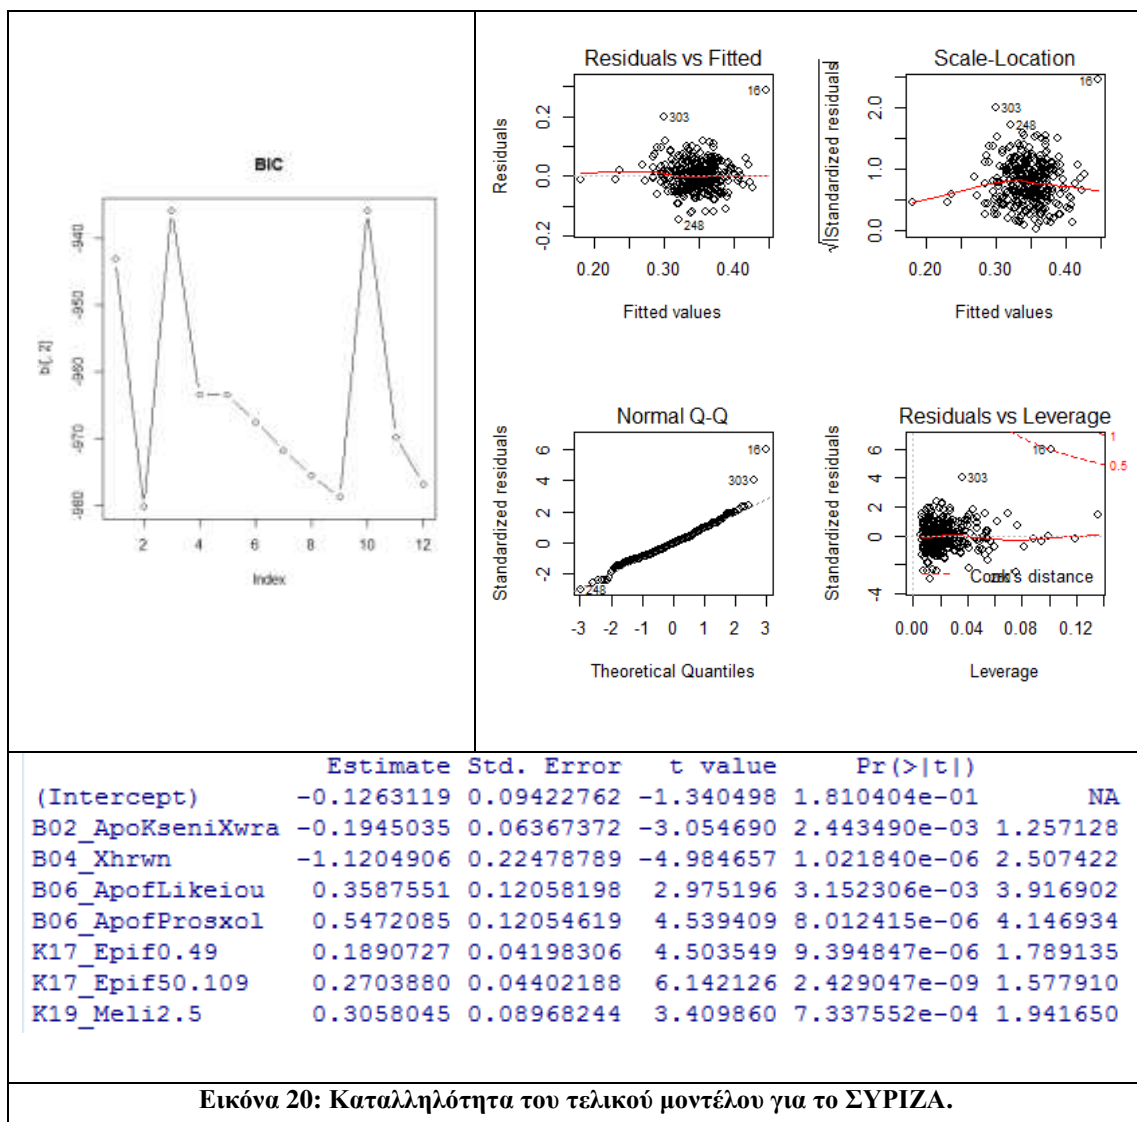 BIC
bi[, 2]
-940
-950
-960
-970
-980
2 4 6 8 10 12
Index
Residuals vs Fitted
Residuals
0.2
0.0
-0.2
16
303
248
0.20 0.30 0.40
Fitted values
Scale-Location
√|Standardized residuals|
2.0
1.0
0.0
16
303
248
0.20 0.30 0.40
Fitted values
Normal Q-Q
Standardized residuals
6
4
2
0
-2
16
303
248
-3 -2 -1 0 1 2 3
Theoretical Quantiles
Residuals vs Leverage
Standardized residuals
6
4
2
0
-2
-4
16
303
1
0.5
Cook's distance
0.00 0.04 0.08 0.12
Leverage
Estimate Std. Error t value Pr(>|t|)
(Intercept) -0.1263119 0.09422762 -1.340498 1.810404e-01 NA
B02_ApoKseniXwra -0.1945035 0.06367372 -3.054690 2.443490e-03 1.257128
B04_Xhrwn -1.1204906 0.22478789 -4.984657 1.021840e-06 2.507422
B06_ApofLikeiou 0.3587551 0.12058198 2.975196 3.152306e-03 3.916902
B06_ApofProsxol 0.5472085 0.12054619 4.539409 8.012415e-06 4.146934
K17_Epif0.49 0.1890727 0.04198306 4.503549 9.394847e-06 1.789135
K17_Epif50.109 0.2703880 0.04402188 6.142126 2.429047e-09 1.577910
K19_Meli2.5 0.3058045 0.08968244 3.409860 7.337552e-04 1.941650
Εικόνα 20: Καταλληλότητα του τελικού μοντέλου για το ΣΥΡΙΖΑ.